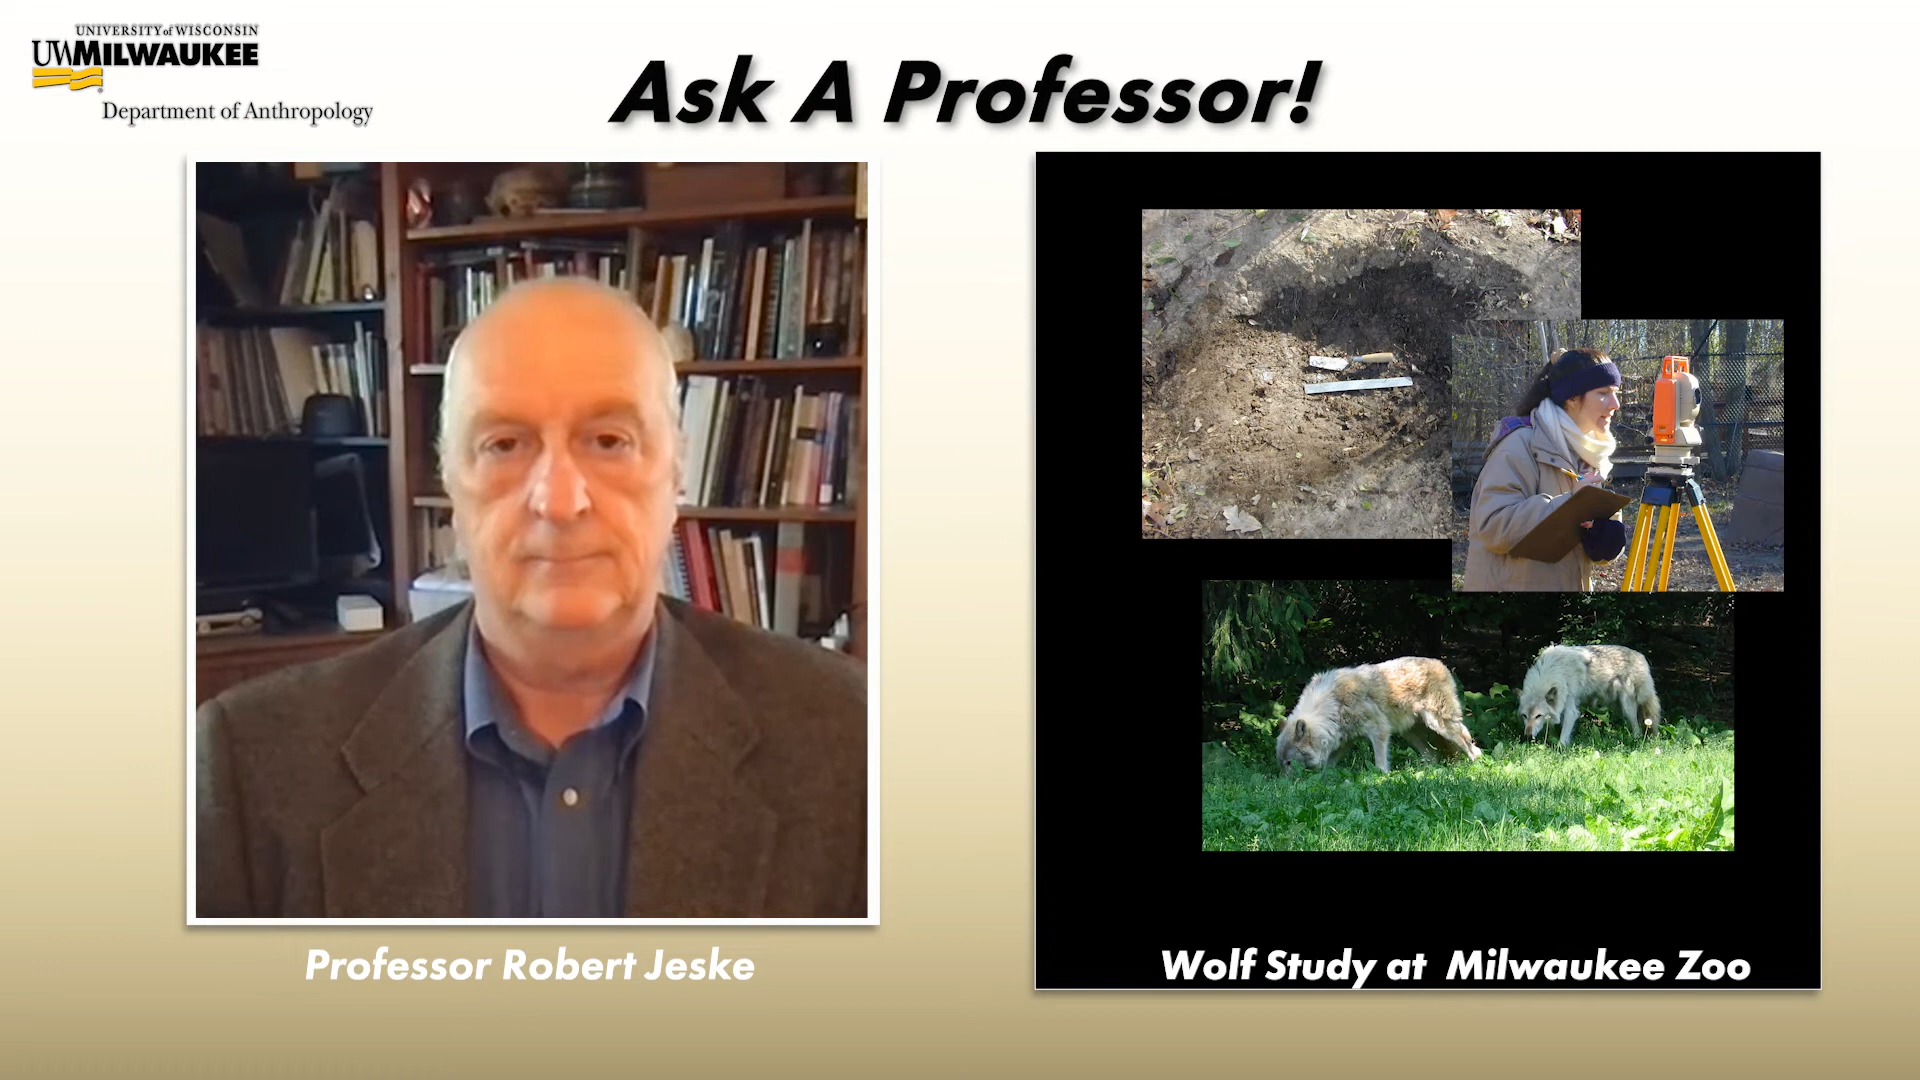 UNIVERSITY of WISCONSIN
UWMILWAUKEE
Department of Anthropology
Ask A Professor!
Professor Robert Jeske
Wolf Study at Milwaukee Zoo